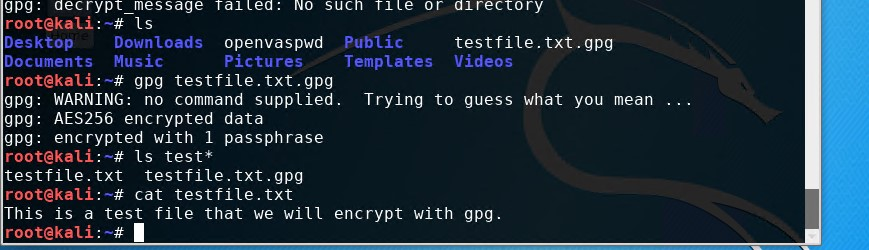 gpg: decrypt_message failed: No such file or directory
root@kali:~# ls
Desktop Downloads openvaspwd Public testfile.txt.gpg
Documents Music Pictures Templates Videos
root@kali:~# gpg testfile.txt.gpg
gpg: WARNING: no command supplied. Trying to guess what you mean ...
gpg: AES256 encrypted data
gpg: encrypted with 1 passphrase
root@kali:~# ls test*
testfile.txt testfile.txt.gpg
root@kali:~# cat testfile.txt
This is a test file that we will encrypt with gpg.
root@kali:~#